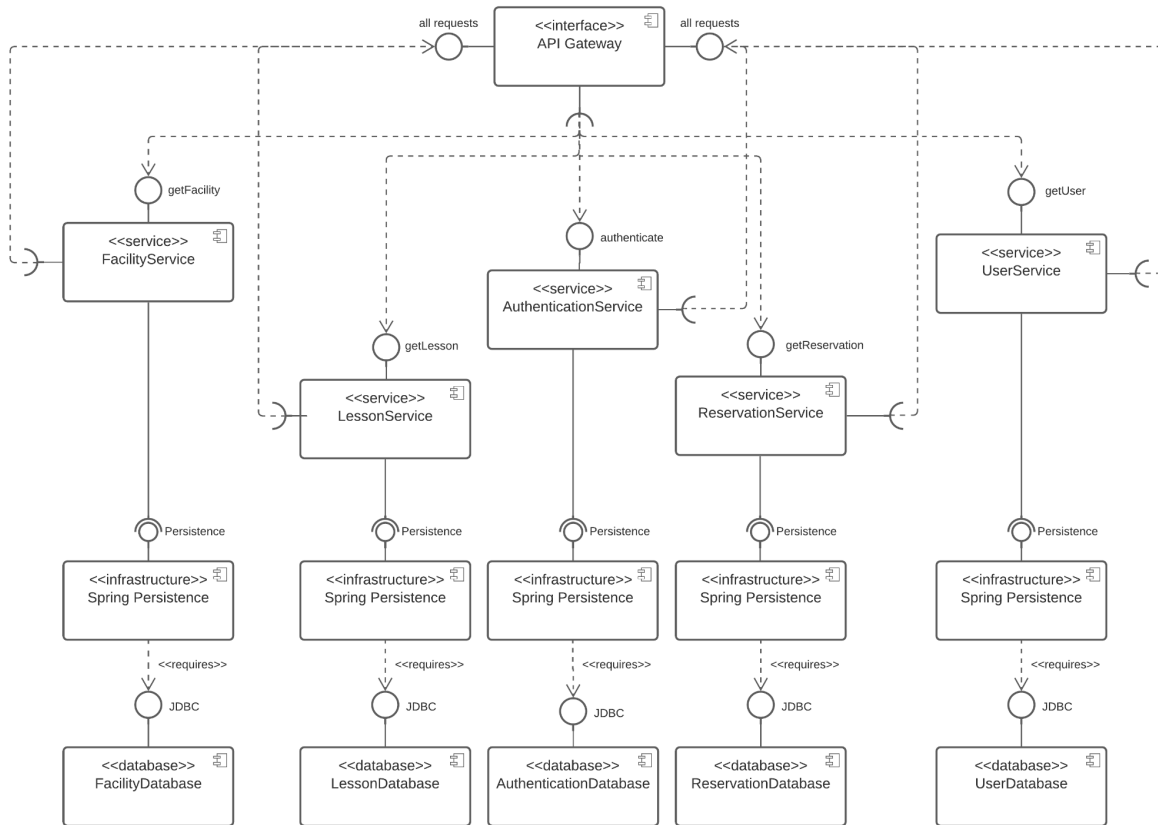 all requests
<<interface>>
API Gateway
all requests
getFacility
getUser
<<service>>
FacilityService
authenticate
<<service>>
UserService
<<service>>
AuthenticationService
getLesson
getReservation
<<service>>
LessonService
<<service>>
ReservationService
Persistence
Persistence
Persistence
Persistence
Persistence
<<infrastructure>>
Spring Persistence
<<infrastructure>>
Spring Persistence
<<infrastructure>>
Spring Persistence
<<infrastructure>>
Spring Persistence
<<infrastructure>>
Spring Persistence
<<requires>>
<<requires>>
<<requires>>
<<requires>>
<<requires>>
JDBC
JDBC
JDBC
JDBC
JDBC
<<database>>
FacilityDatabase
<<database>>
LessonDatabase
<<database>>
AuthenticationDatabase
<<database>>
ReservationDatabase
<<database>>
UserDatabase